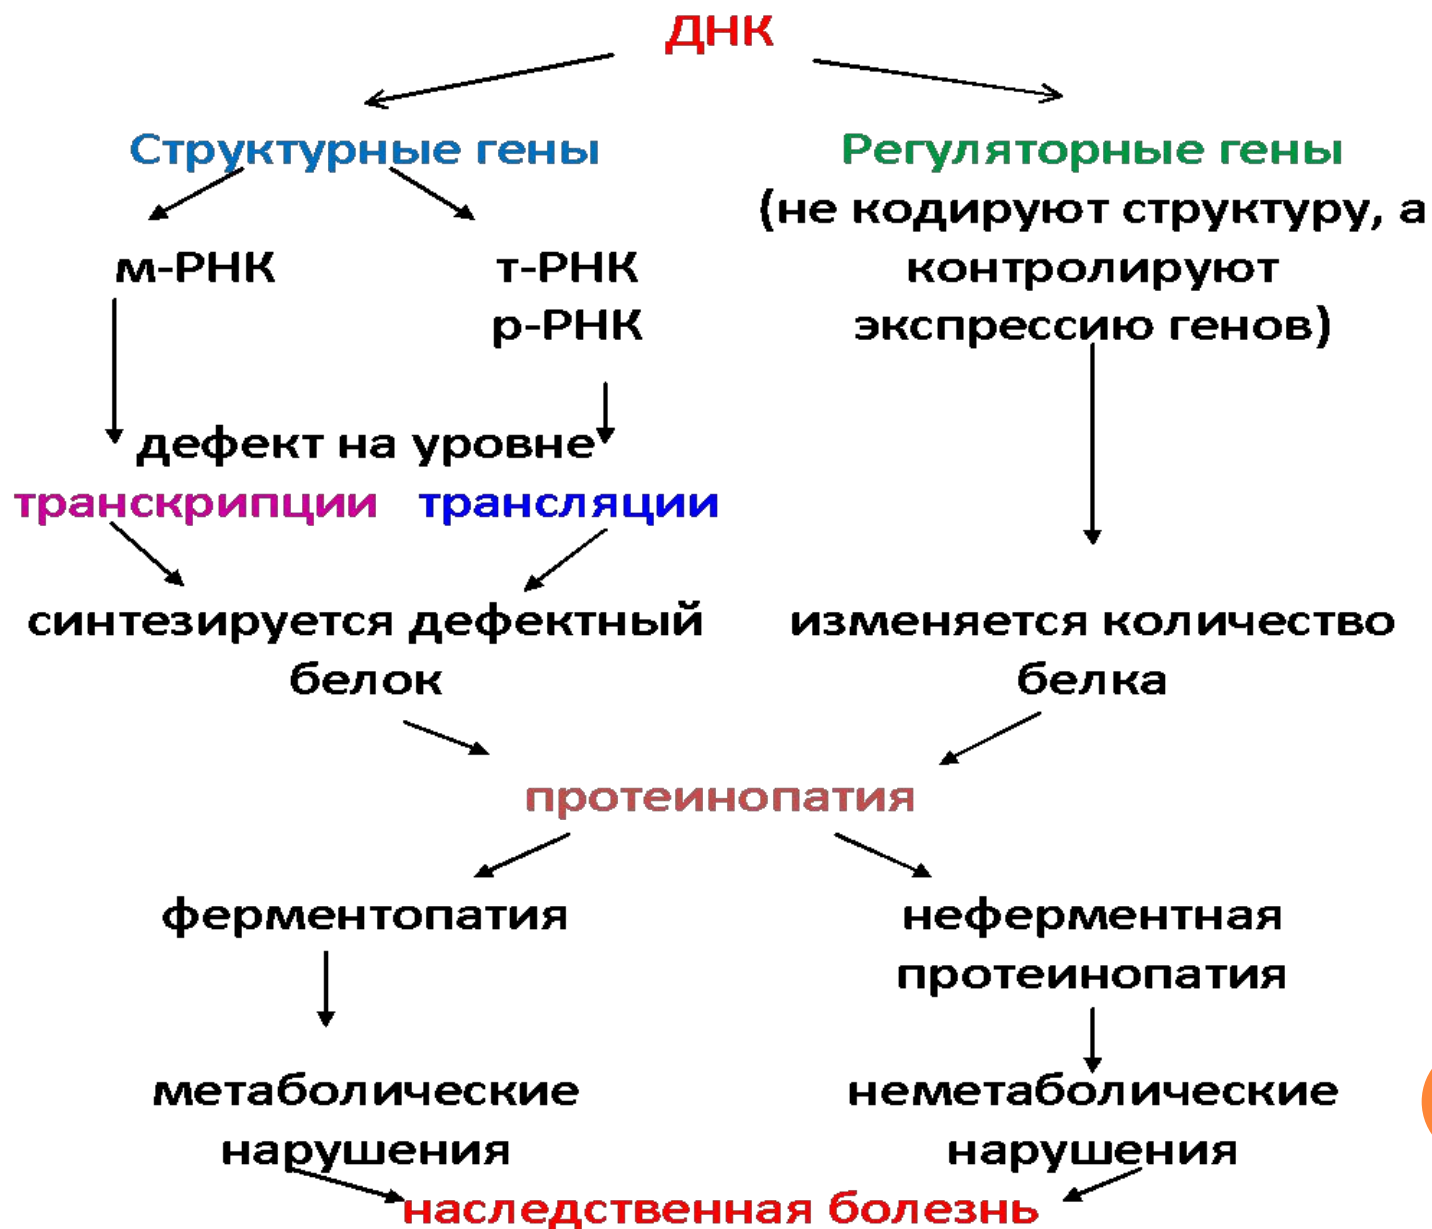 ДНК
Структурные гены
Регуляторные гены
(не кодируют структуру, а
м-РНК
т-РНК
контролируют
р-РНК
экспрессию генов)
дефект на уровне
транскрипции трансляции
синтезируется дефектный
белок
изменяется количество
белка
протеинопатия
ферментопатия
неферментная
протеинопатия
метаболические
нарушения
неметаболические
нарушения
наследственная болезнь